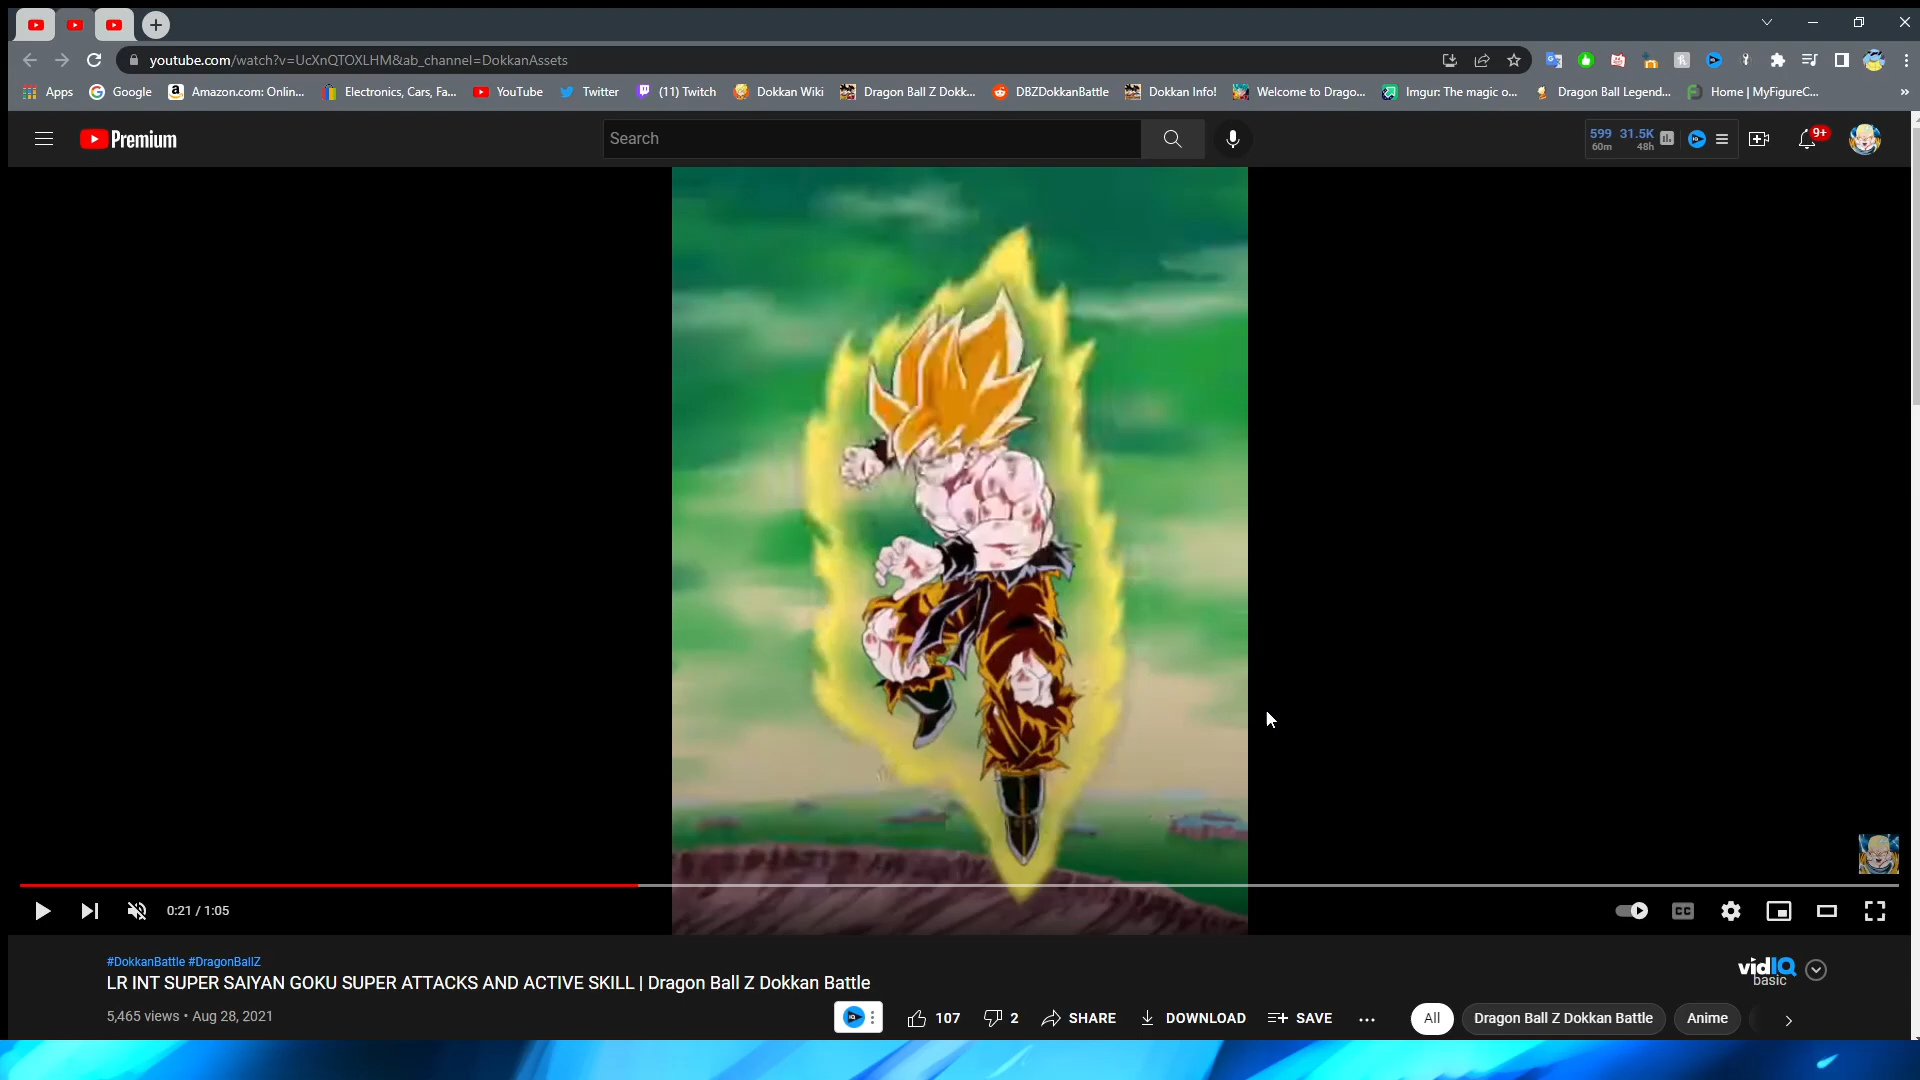 youtube.com/watch?v=UcXnQTOXLHM&ab_channel=DokkanAssets
Apps Google Amazon.com: Onlin... Electronics, Cars, Fa... YouTube Twitter (11) Twitch Dokkan Wiki Dragon Ball Z Dokk... DBZDokkanBattle Dokkan Info! Welcome to Drago... Imgur: The magic o... Dragon Ball Legend... Home | MyFigureC... »
Premium Search 599 31.5K 9+
60m 48h
0:21 / 1:05 CC
#DokkanBattle #DragonBallZ
LR INT SUPER SAIYAN GOKU SUPER ATTACKS AND ACTIVE SKILL | Dragon Ball Z Dokkan Battle
vidIQ
basic
5,465 views • Aug 28, 2021 107 2 SHARE DOWNLOAD SAVE ... All Dragon Ball Z Dokkan Battle Anime